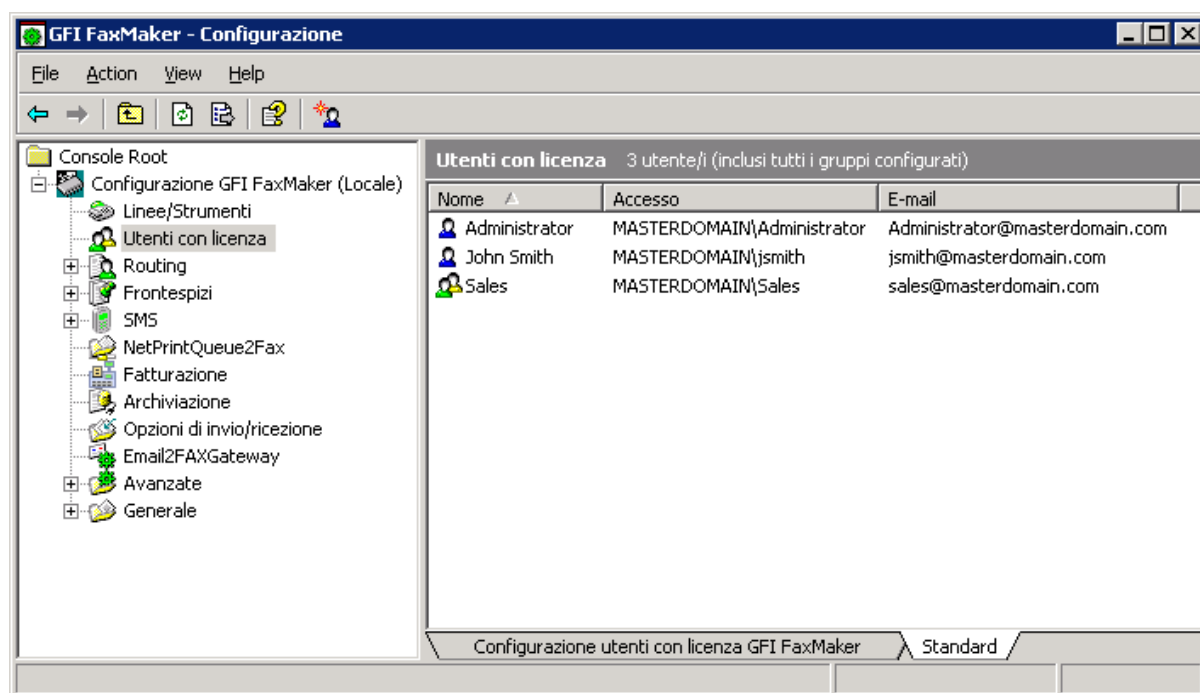 GFI FaxMaker - Configurazione
File Action View Help
Console Root
Configurazione GFI FaxMaker (Locale)
Linee/Strumenti
Utenti con licenza
Routing
Frontespizi
SMS
NetPrintQueue2Fax
Fatturazione
Archiviazione
Opzioni di invio/ricezione
Email2FAXGateway
Avanzate
Generale
Utenti con licenza 3 utente/i (inclusi tutti i gruppi configurati)
Nome Accesso E-mail
Administrator MASTERDOMAIN\Administrator Administrator@masterdomain.com
John Smith MASTERDOMAIN\jsmith jsmith@masterdomain.com
Sales MASTERDOMAIN\Sales sales@masterdomain.com
Configurazione utenti con licenza GFI FaxMaker Standard